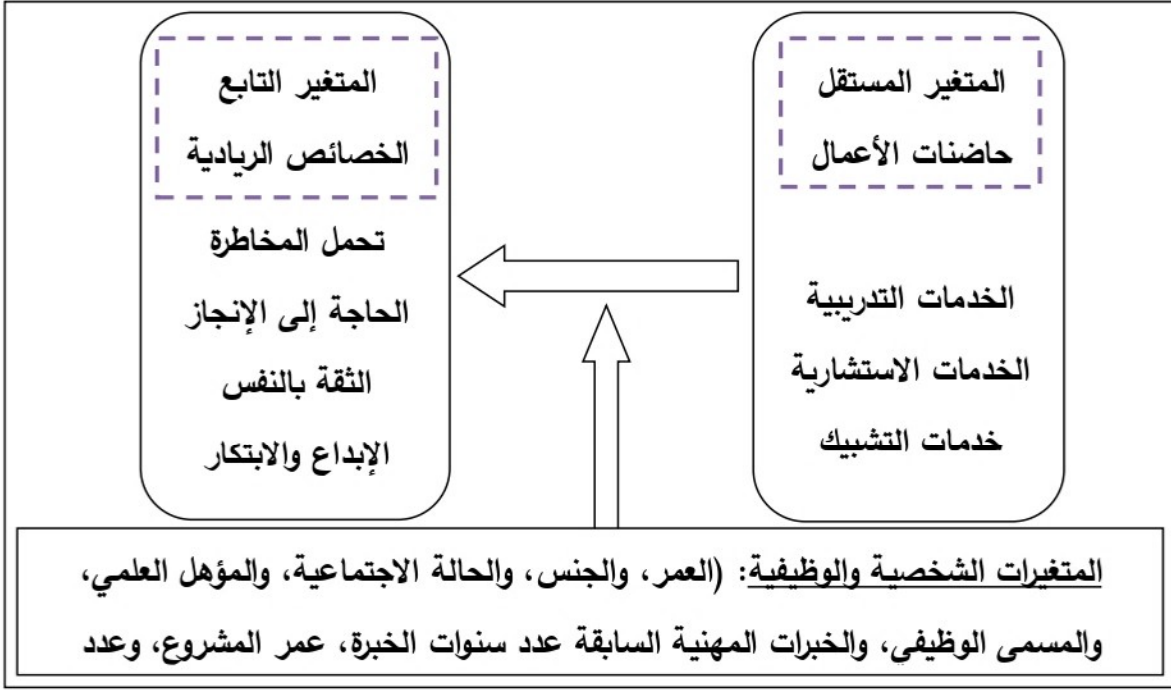 المتغير المستقل
حاضنات الأعمال
الخدمات التدريبية
الخدمات الاستشارية
خدمات التشبيك
المتغير التابع
الخصائص الريادية
تحمل المخاطرة
الحاجة إلى الإنجاز
الثقة بالنفس
الإبداع والابتكار
المتغيرات الشخصية والوظيفية: (العمر، والجنس، والحالة الاجتماعية، والمؤهل العلمي،
والمسمى الوظيفي، والخبرات المهنية السابقة عدد سنوات الخبرة، عمر المشروع، وعدد